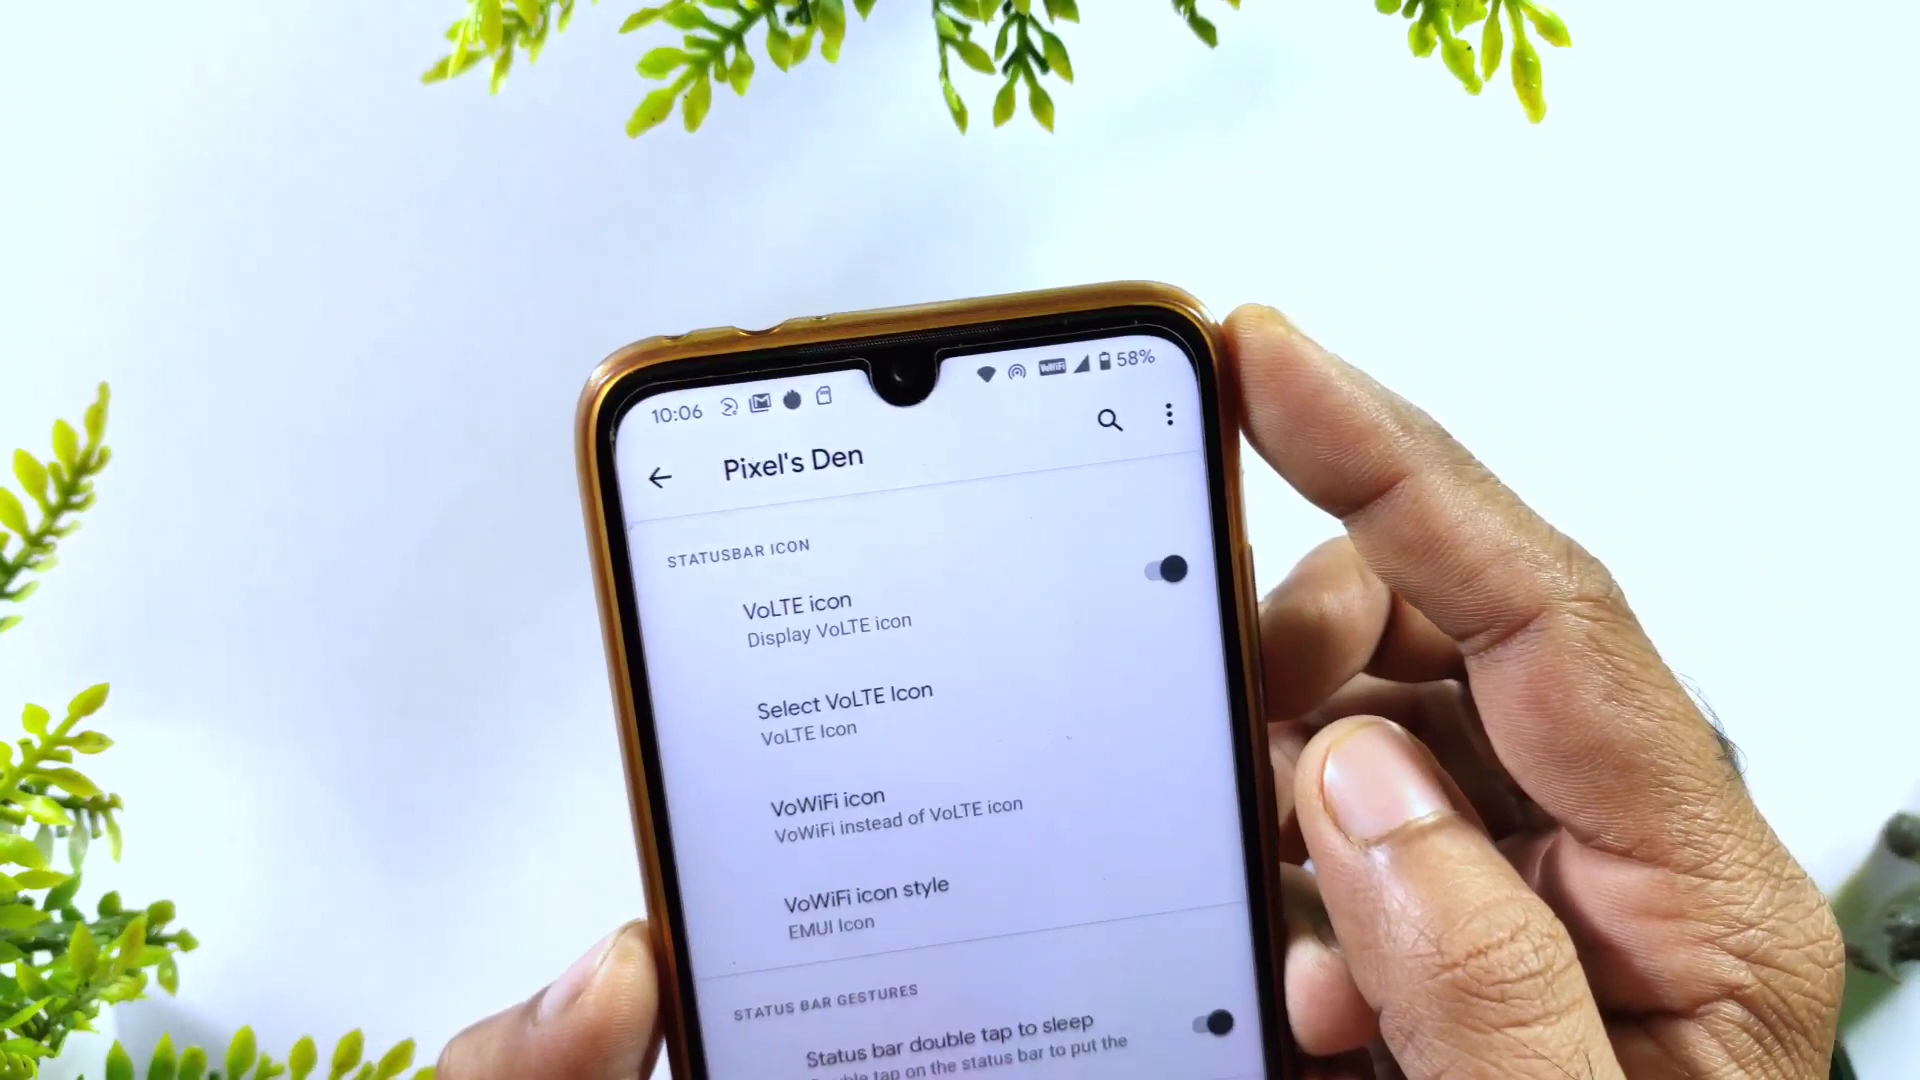 10:06 VoWiFi 58%
Pixel's Den
STATUSBAR ICON
VoLTE icon
Display VoLTE icon
Select VoLTE Icon
VoLTE Icon
VoWiFi icon
VoWiFi instead of VoLTE icon
VoWiFi icon style
EMUI Icon
STATUS BAR GESTURES
Status bar double tap to sleep
Double tap on the status bar to put the